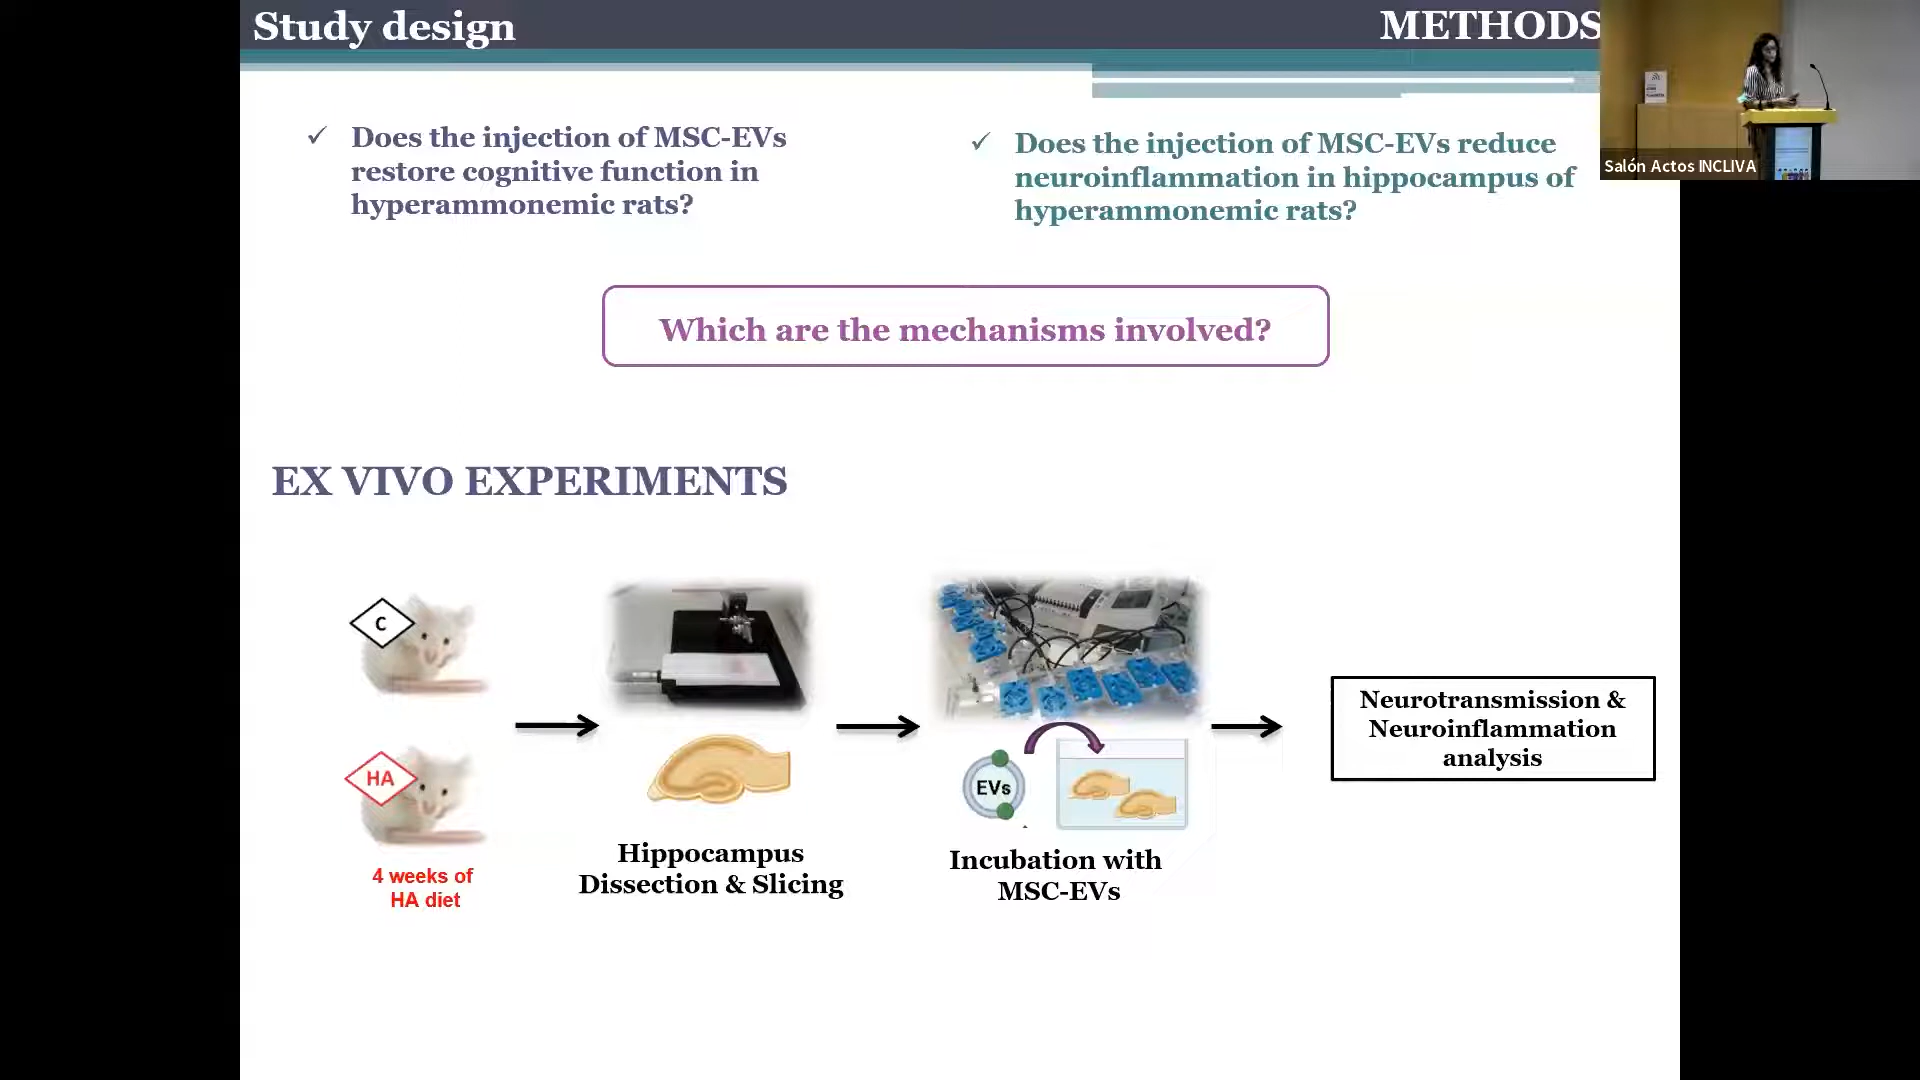 Study design
METHODS
Salón Actos INCLIVA
✓ Does the injection of MSC-EVs
restore cognitive function in
hyperammonemic rats?
✓ Does the injection of MSC-EVs reduce
neuroinflammation in hippocampus of
hyperammonemic rats?
Which are the mechanisms involved?
EX VIVO EXPERIMENTS
C
HA
4 weeks of
HA diet
Hippocampus
Dissection & Slicing
EVs
Incubation with
MSC-EVs
Neurotransmission &
Neuroinflammation
analysis